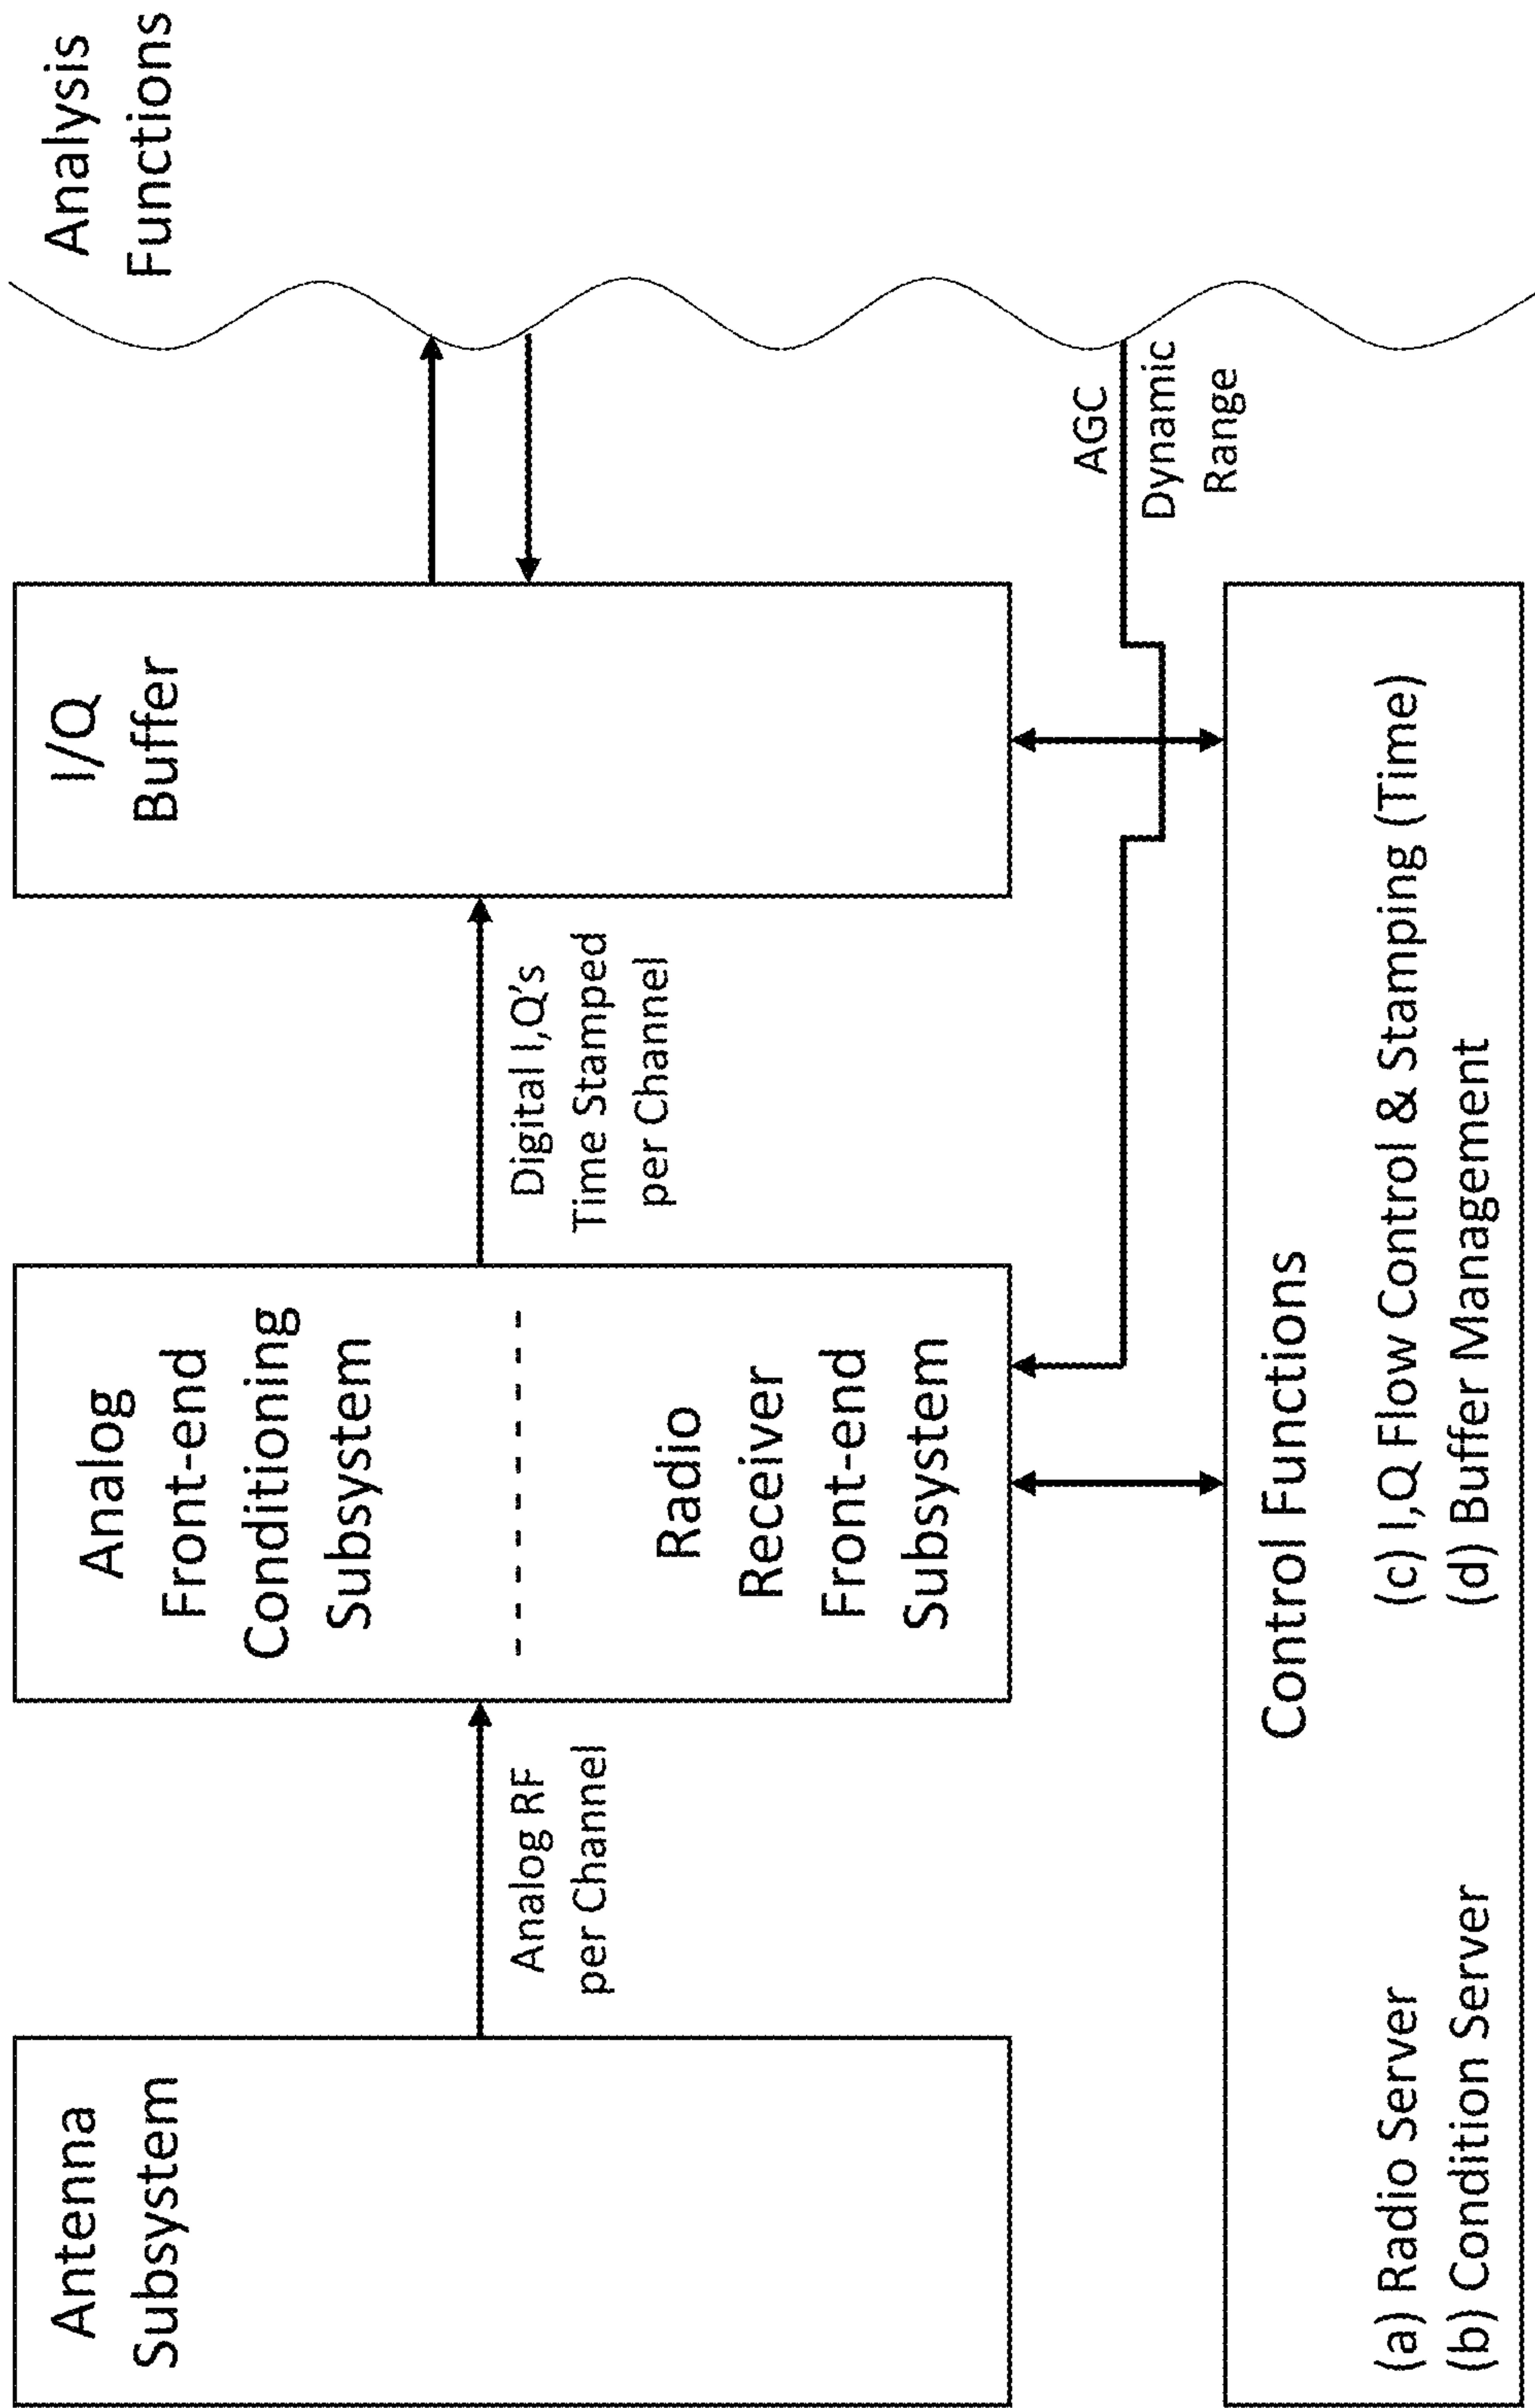 Antenna
Subsystem
Analog RF
per Channel
Analog
Front-end
Conditioning
Subsystem
Radio
Receiver
Front-end
Subsystem
Digital I,Q's
Time Stamped
per Channel
I/Q
Buffer
Analysis
Functions
AGC
Dynamic
Range
Control Functions
(a) Radio Server
(b) Condition Server
(c) I,Q Flow Control & Stamping (Time)
(d) Buffer Management